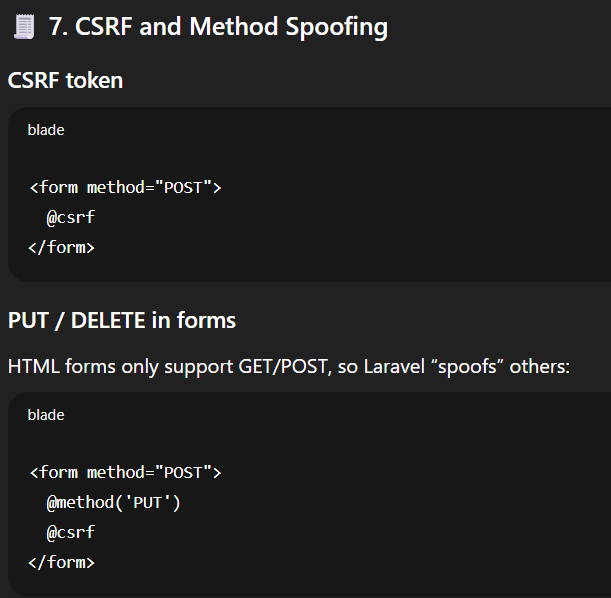 7. CSRF and Method Spoofing
CSRF token
blade
<form method="POST">
@csrf
</form>
PUT / DELETE in forms
HTML forms only support GET/POST, so Laravel “spoofs” others:
blade
<form method="POST">
@method('PUT')
@csrf
</form>